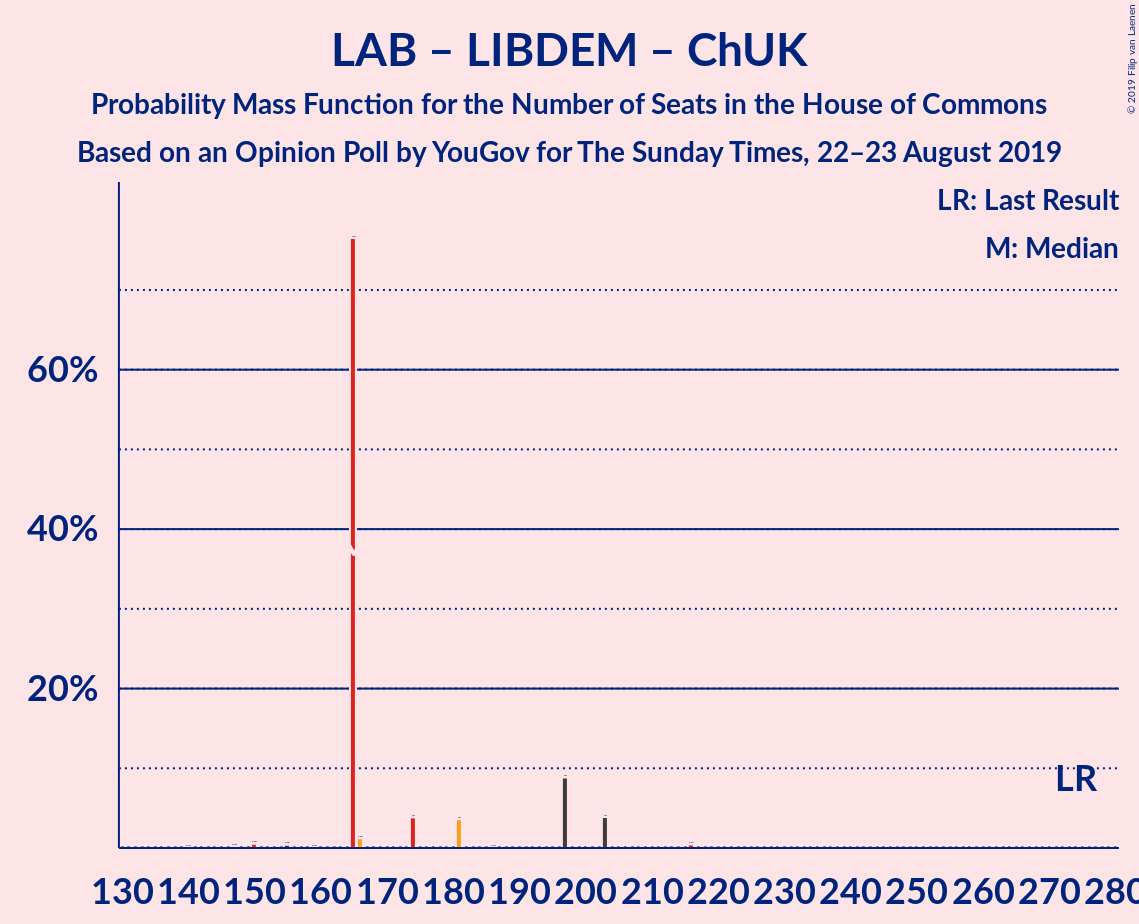 LAB – LIBDEM – ChUK
Probability Mass Function for the Number of Seats in the House of Commons
Based on an Opinion Poll by YouGov for The Sunday Times, 22–23 August 2019
© 2019 Filip van Laenen
LR: Last Result
M: Median
60%
40%
20%
LR
130 140 150 160 170 180 190 200 210 220 230 240 250 260 270 280